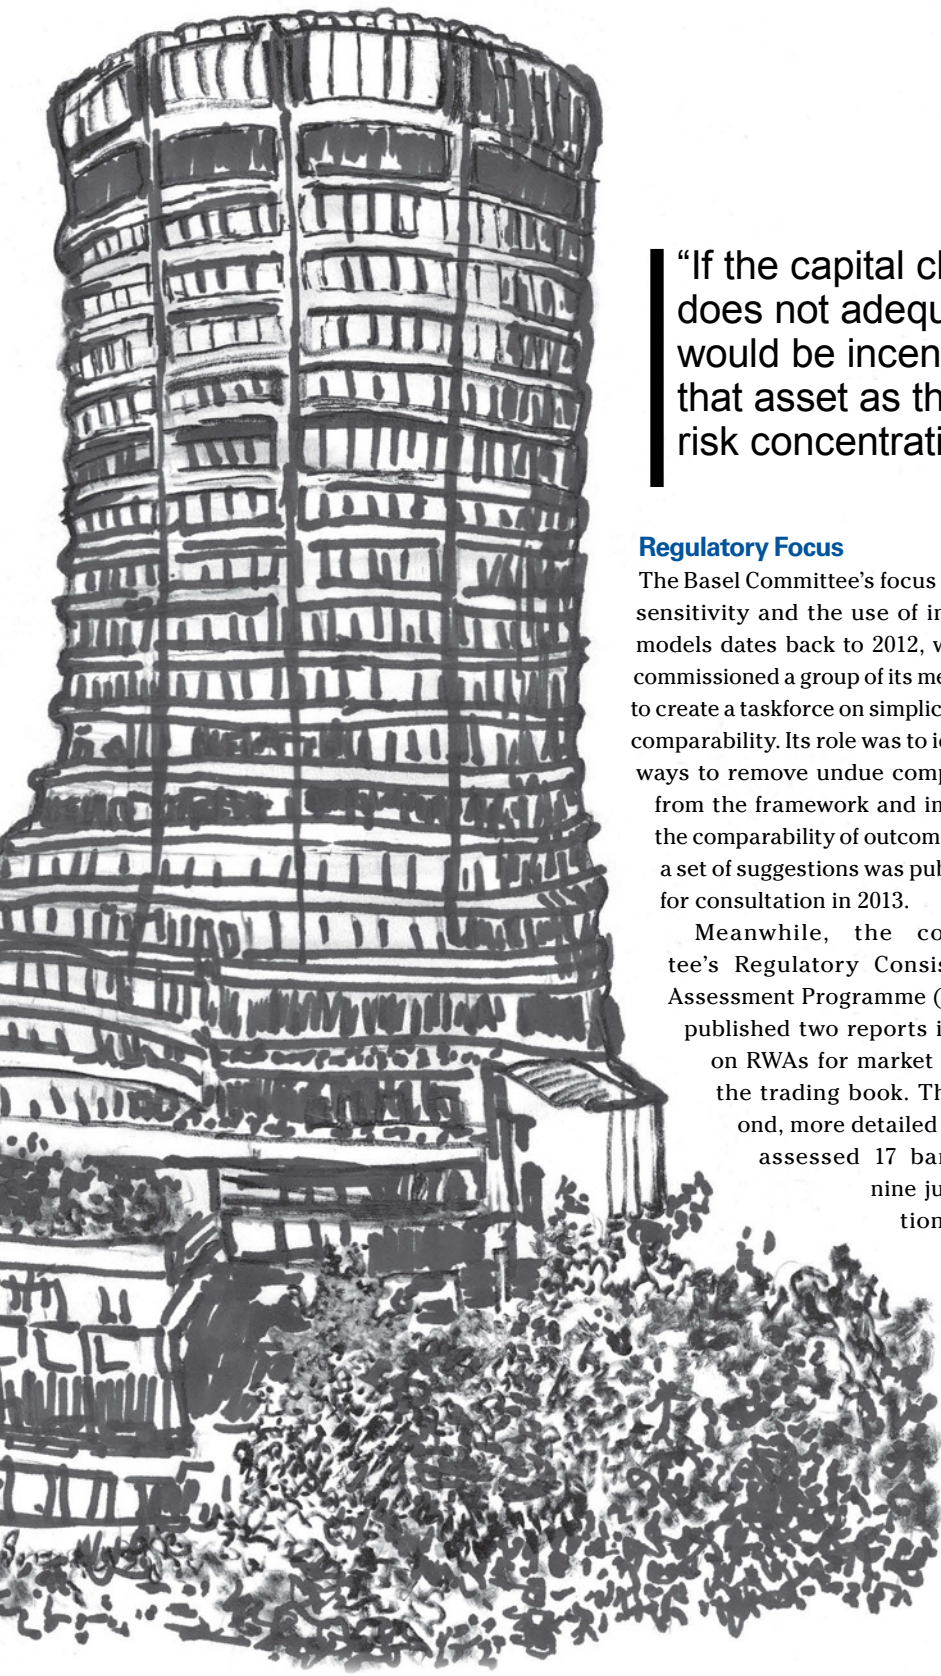 “If the capital cl
does not adequ
would be incen
that asset as th
risk concentrati
Regulatory Focus
The Basel Committee’s focus
sensitivity and the use of in
models dates back to 2012, w
commissioned a group of its me
to create a taskforce on simplic
comparability. Its role was to id
ways to remove undue comp
from the framework and im
the comparability of outcom
a set of suggestions was pub
for consultation in 2013.
Meanwhile, the co
tee’s Regulatory Consis
Assessment Programme (
published two reports i
on RWAs for market
the trading book. Th
ond, more detailed
assessed 17 ban
nine ju
tion